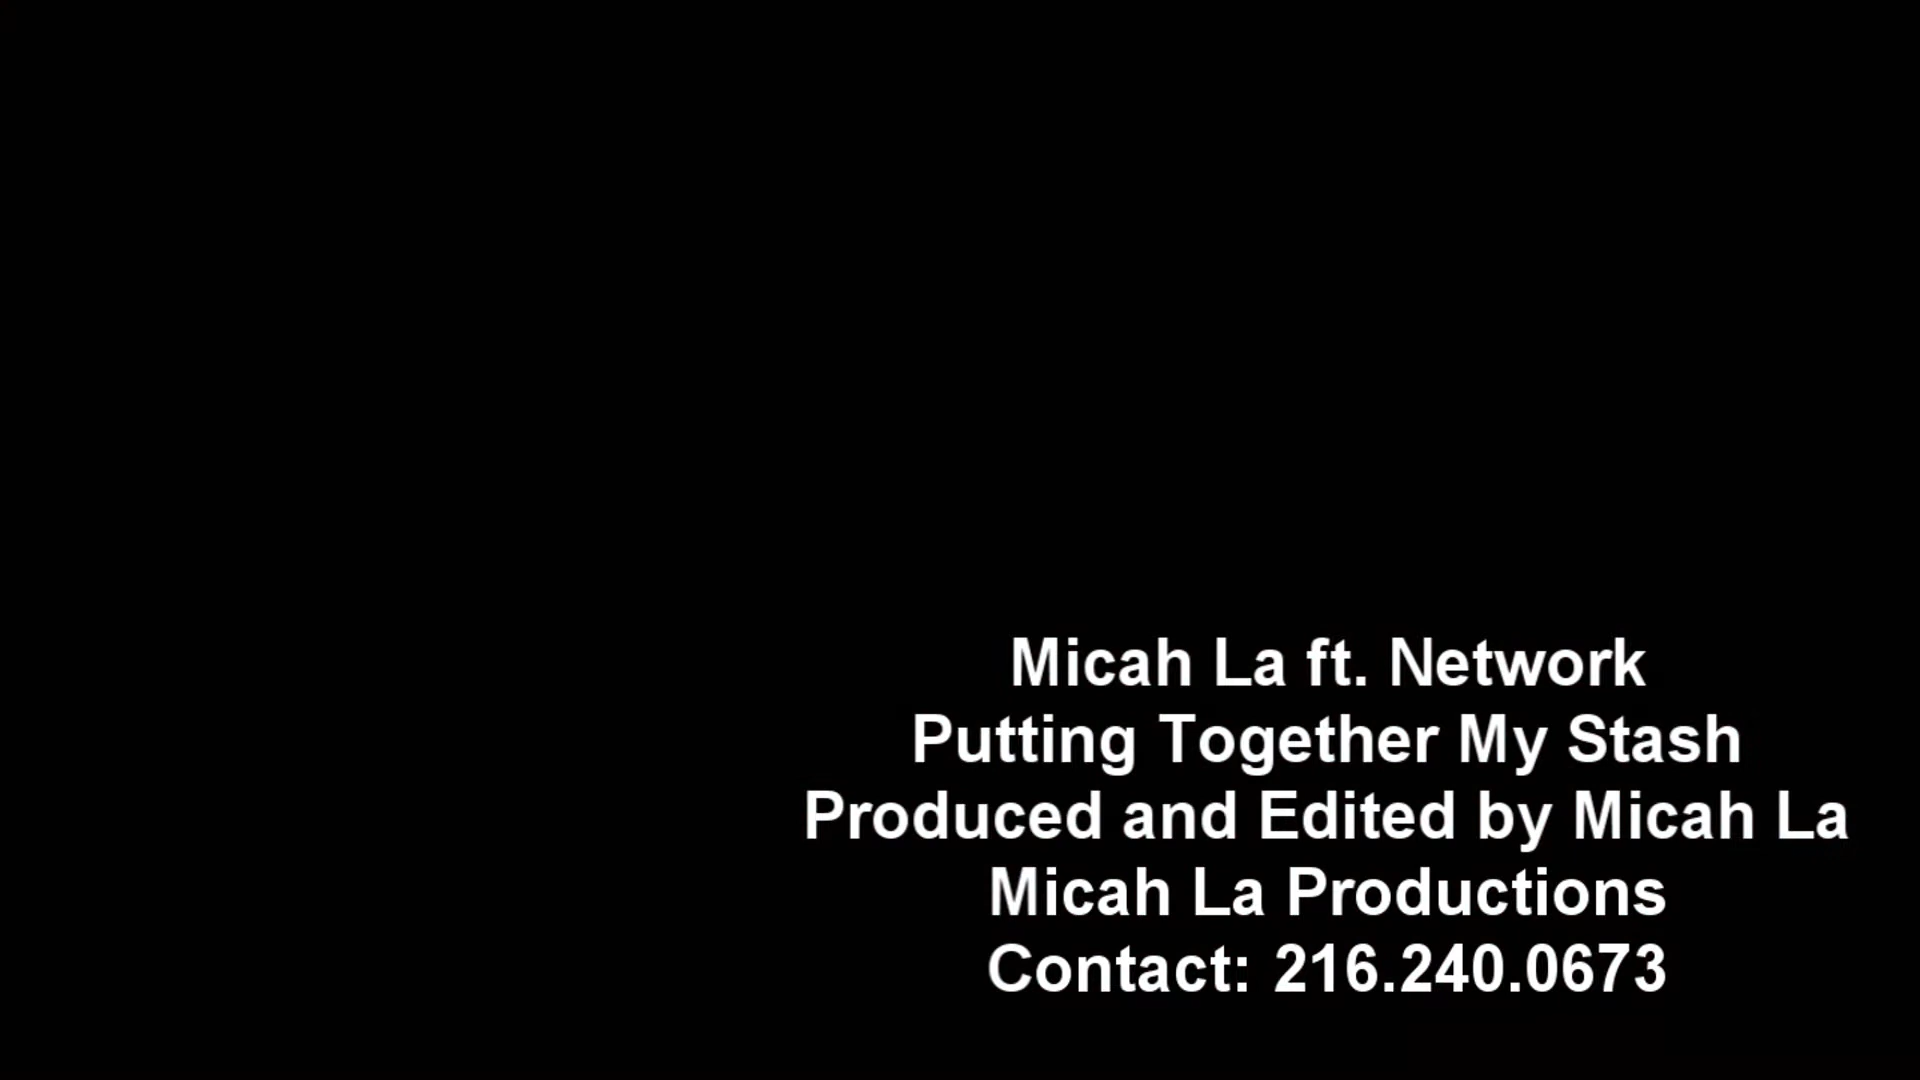 Micah La ft. Network
Putting Together My Stash
Produced and Edited by Micah La
Micah La Productions
Contact: 216.240.0673